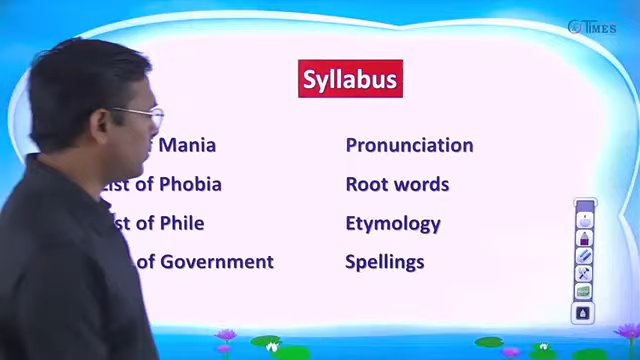 TIMES
Syllabus
Mania
of Phobia
of Phile
of Government
Pronunciation
Root words
Etymology
Spellings